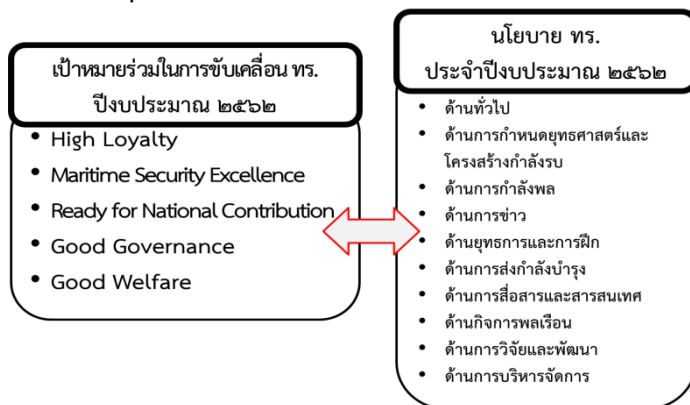 เป้าหมายร่วมในการขับเคลื่อน ทร.
ปีงบประมาณ ๒๕๖๒
• High Loyalty
• Maritime Security Excellence
• Ready for National Contribution
• Good Governance
• Good Welfare
นโยบาย ทร.
ประจำปีงบประมาณ ๒๕๖๒
• ด้านทั่วไป
• ด้านการกำหนดยุทธศาสตร์และ
โครงสร้างกำลังรบ
• ด้านการกำลังพล
• ด้านการข่าว
• ด้านยุทธการและการฝึก
• ด้านการส่งกำลังบำรุง
• ด้านการสื่อสารและสารสนเทศ
• ด้านกิจการพลเรือน
• ด้านการวิจัยและพัฒนา
• ด้านการบริหารจัดการ